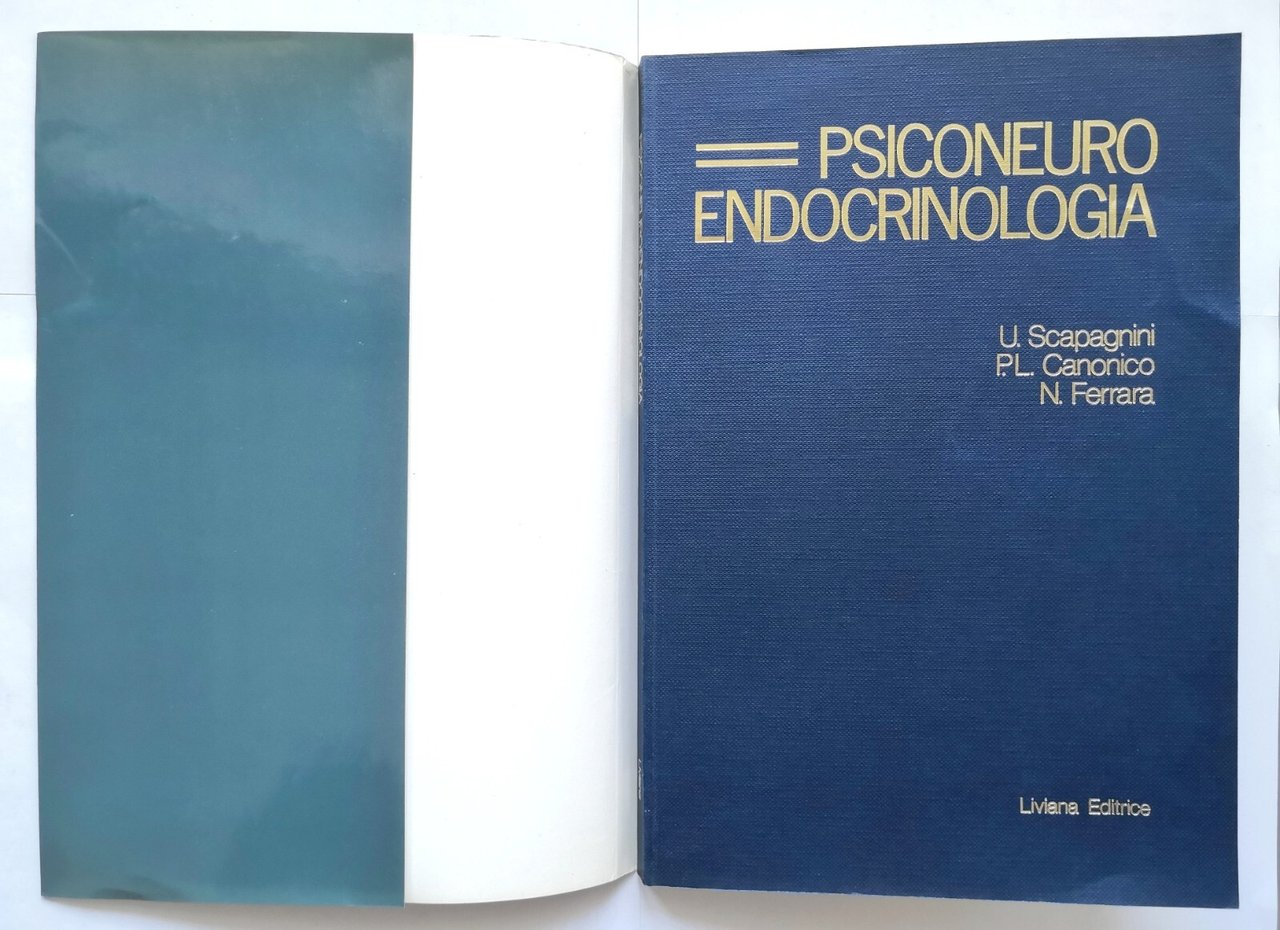 PSICONEURO
ENDOCRINOLOGIA
U. Scapagnini
P.L. Canonico
N. Ferrara
Liviana Editrice